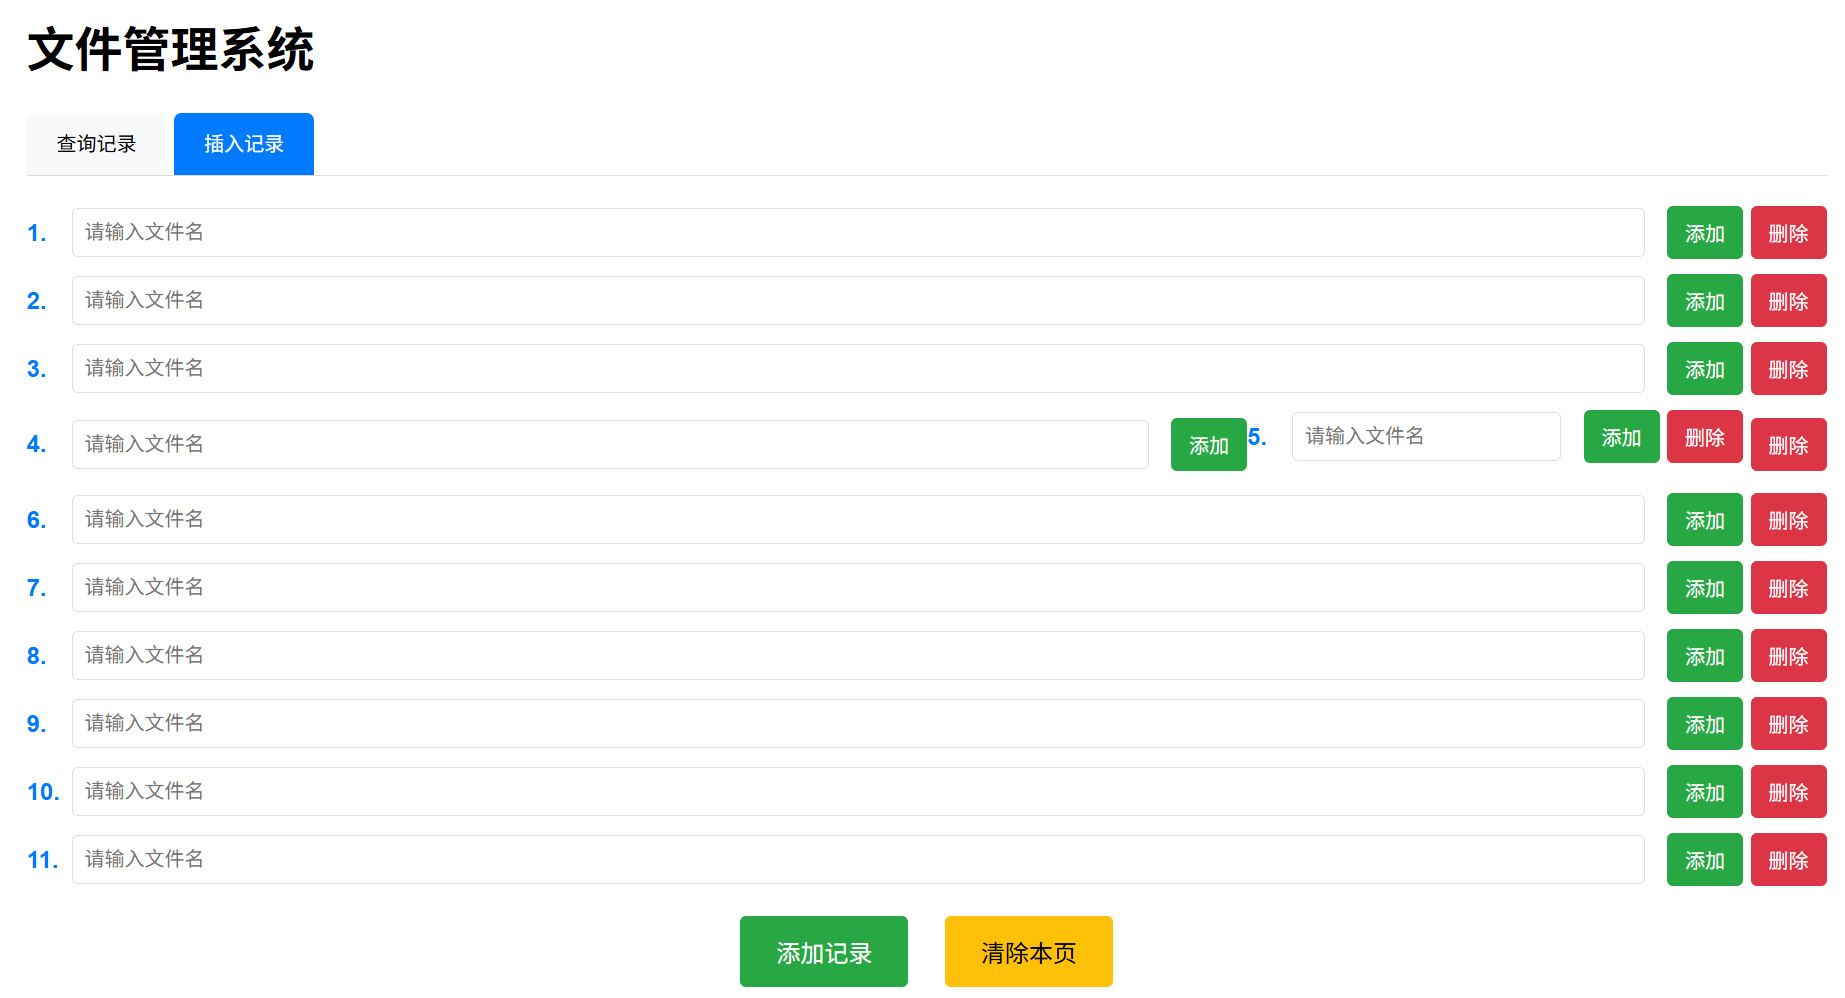 文件管理系统
查询记录 插入记录
1. 请输入文件名 添加 删除
2. 请输入文件名 添加 删除
3. 请输入文件名 添加 删除
4. 请输入文件名 添加 5. 请输入文件名 添加 删除 删除
6. 请输入文件名 添加 删除
7. 请输入文件名 添加 删除
8. 请输入文件名 添加 删除
9. 请输入文件名 添加 删除
10. 请输入文件名 添加 删除
11. 请输入文件名 添加 删除
添加记录 清除本页